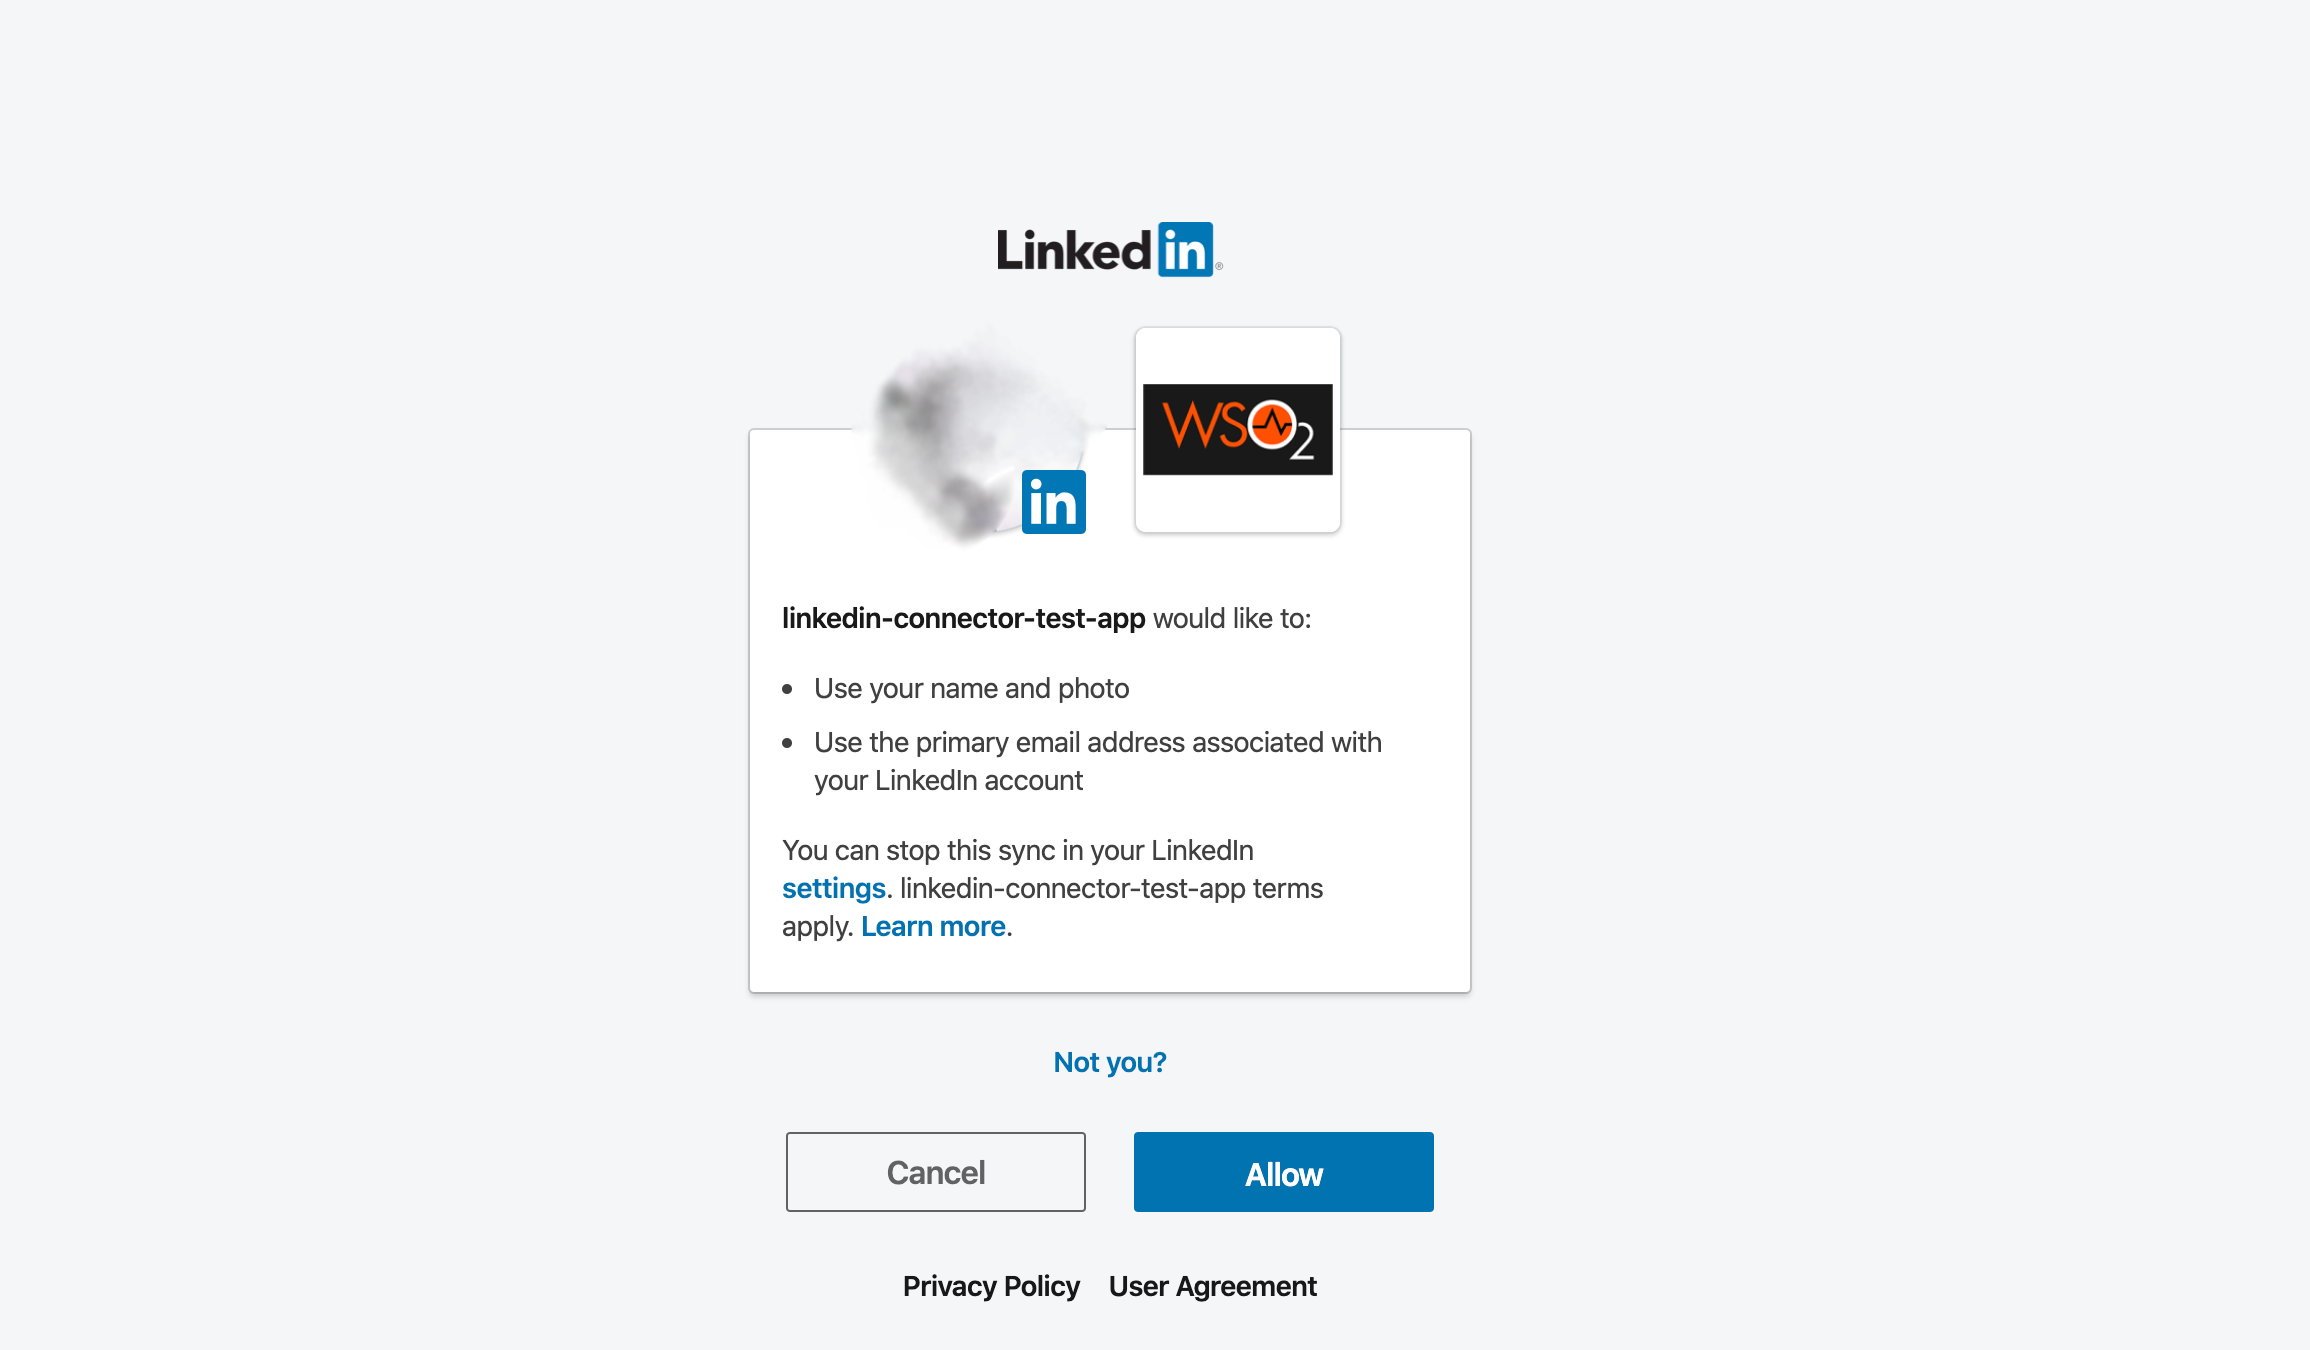 Linked in ®
WSO2
in
linkedin-connector-test-app would like to:
• Use your name and photo
• Use the primary email address associated with
your LinkedIn account
You can stop this sync in your LinkedIn
settings. linkedin-connector-test-app terms
apply. Learn more.
Not you?
Cancel Allow
Privacy Policy User Agreement